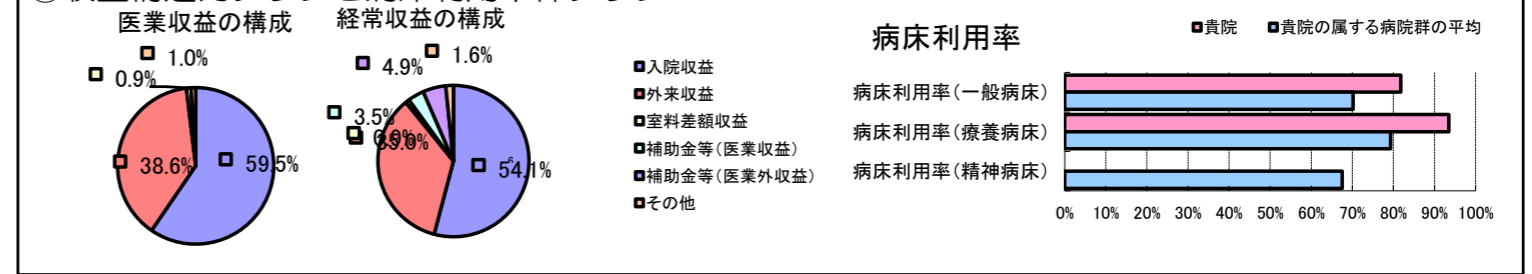 医業収益の構成
経常収益の構成
1.0%
0.9%
38.6%
59.5%
1.6%
4.9%
3.5%
54.1%
入院収益
外来収益
室料差額収益
補助金等(医業収益)
補助金等(医業外収益)
その他
病床利用率
貴院
貴院の属する病院群の平均
病床利用率(一般病床)
病床利用率(療養病床)
病床利用率(精神病床)
0% 10% 20% 30% 40% 50% 60% 70% 80% 90% 100%